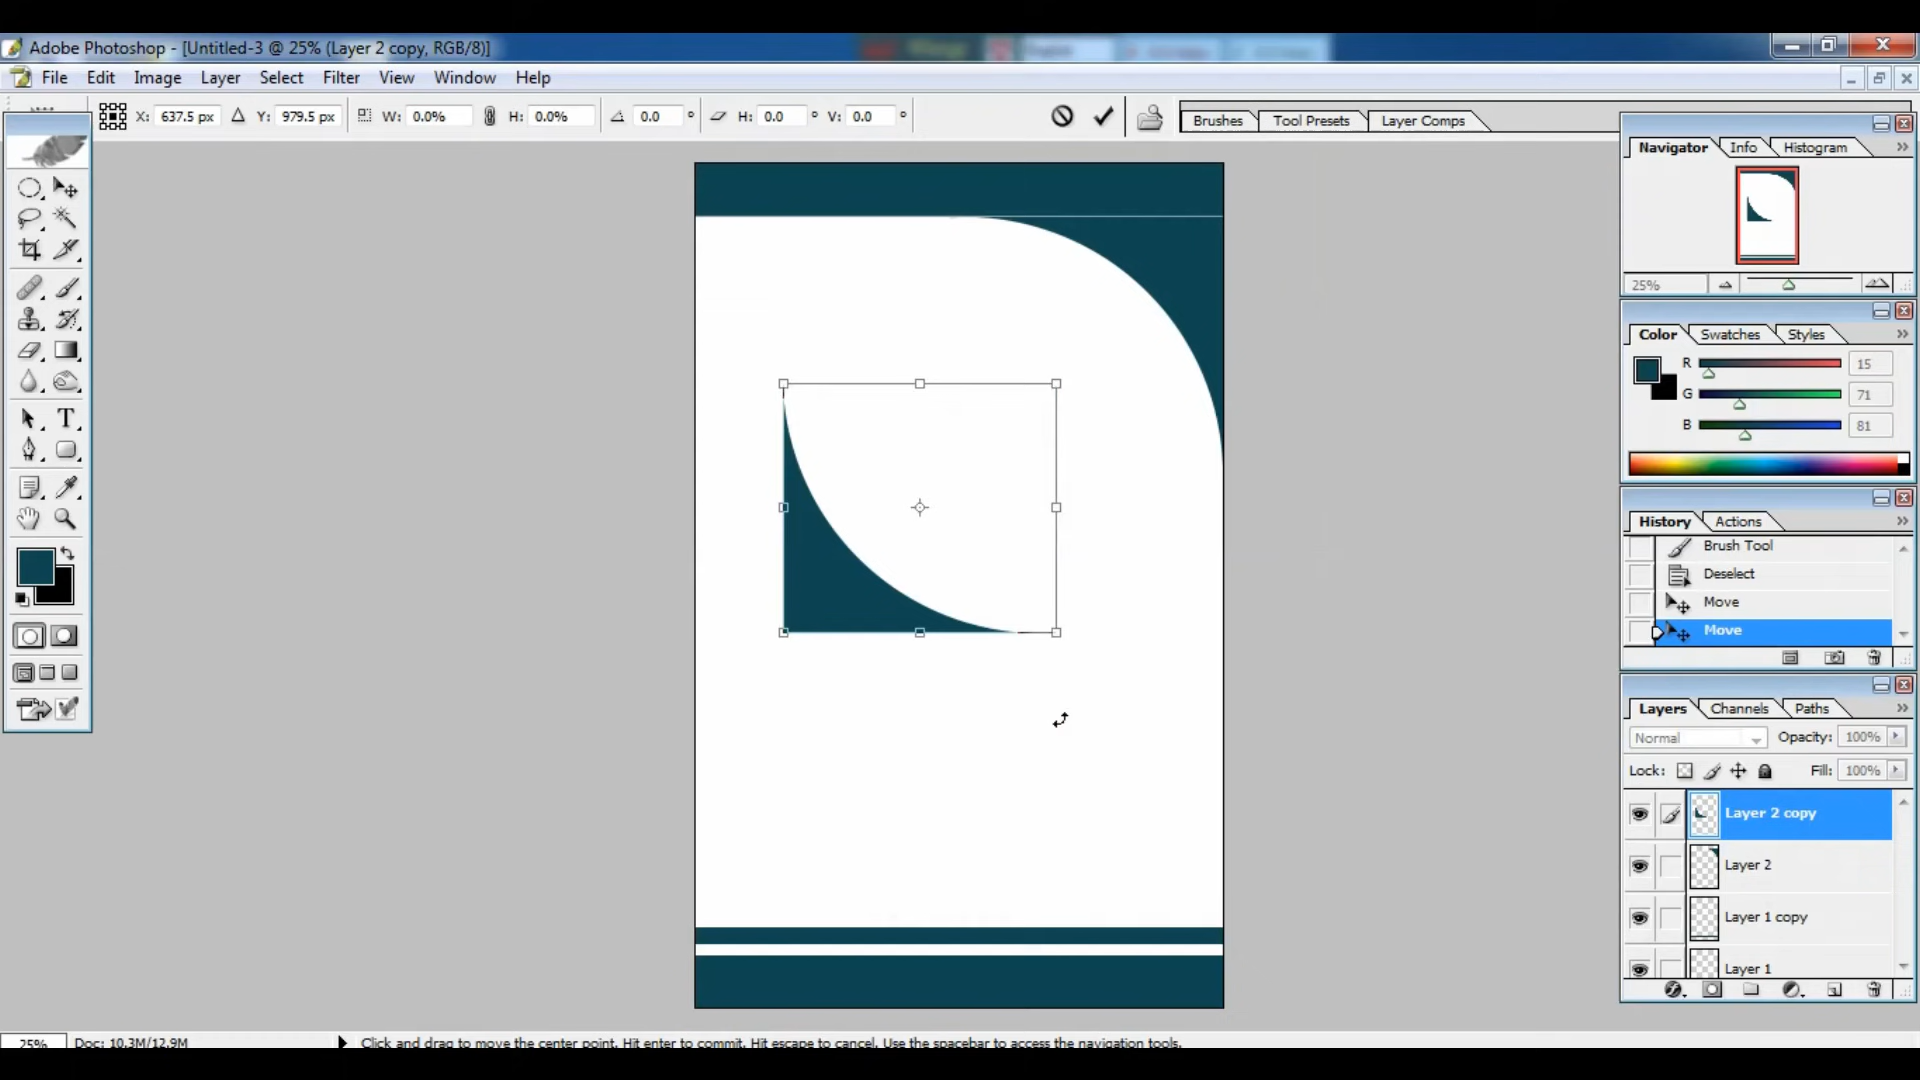 Adobe Photoshop - [Untitled-3 @ 25% (Layer 2 copy, RGB/8)]
File Edit Image Layer Select Filter View Window Help
X: 637.5 px Δ Y: 979.5 px W: 0.0% H: 0.0% 0.0 ° H: 0.0 ° V: 0.0 °
Brushes Tool Presets Layer Comps
Navigator Info Histogram
25%
Color Swatches Styles
R 15
G 71
B 81
History Actions
Brush Tool
Deselect
Move
Move
Layers Channels Paths
Normal Opacity: 100%
Lock: Fill: 100%
Layer 2 copy
Layer 2
Layer 1 copy
Layer 1
25% Doc: 10.3M/12.9M Click and drag to move the center point. Hit enter to commit. Hit escape to cancel. Use the spacebar to access the navigation tools.